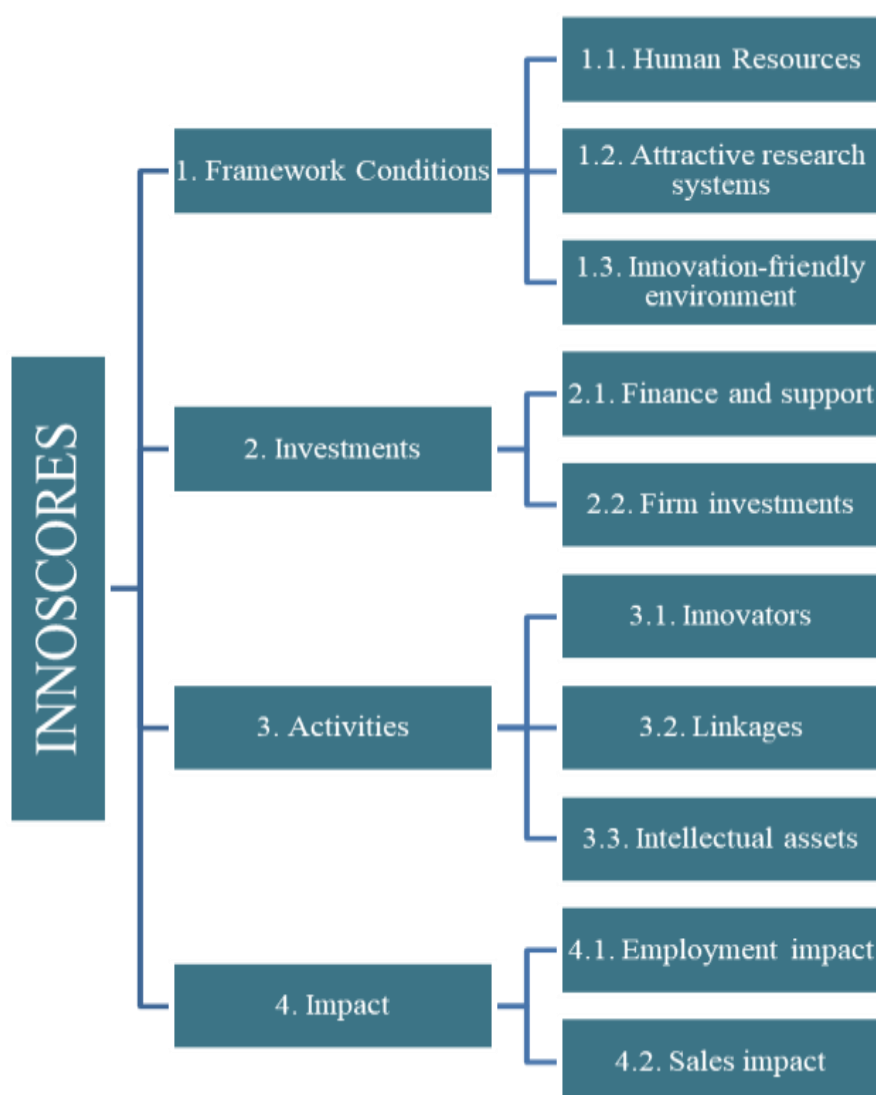 INNOSCORES
1. Framework Conditions
1.1. Human Resources
1.2. Attractive research
systems
1.3. Innovation-friendly
environment
2. Investments
2.1. Finance and support
2.2. Firm investments
3. Activities
3.1. Innovators
3.2. Linkages
3.3. Intellectual assets
4. Impact
4.1. Employment impact
4.2. Sales impact